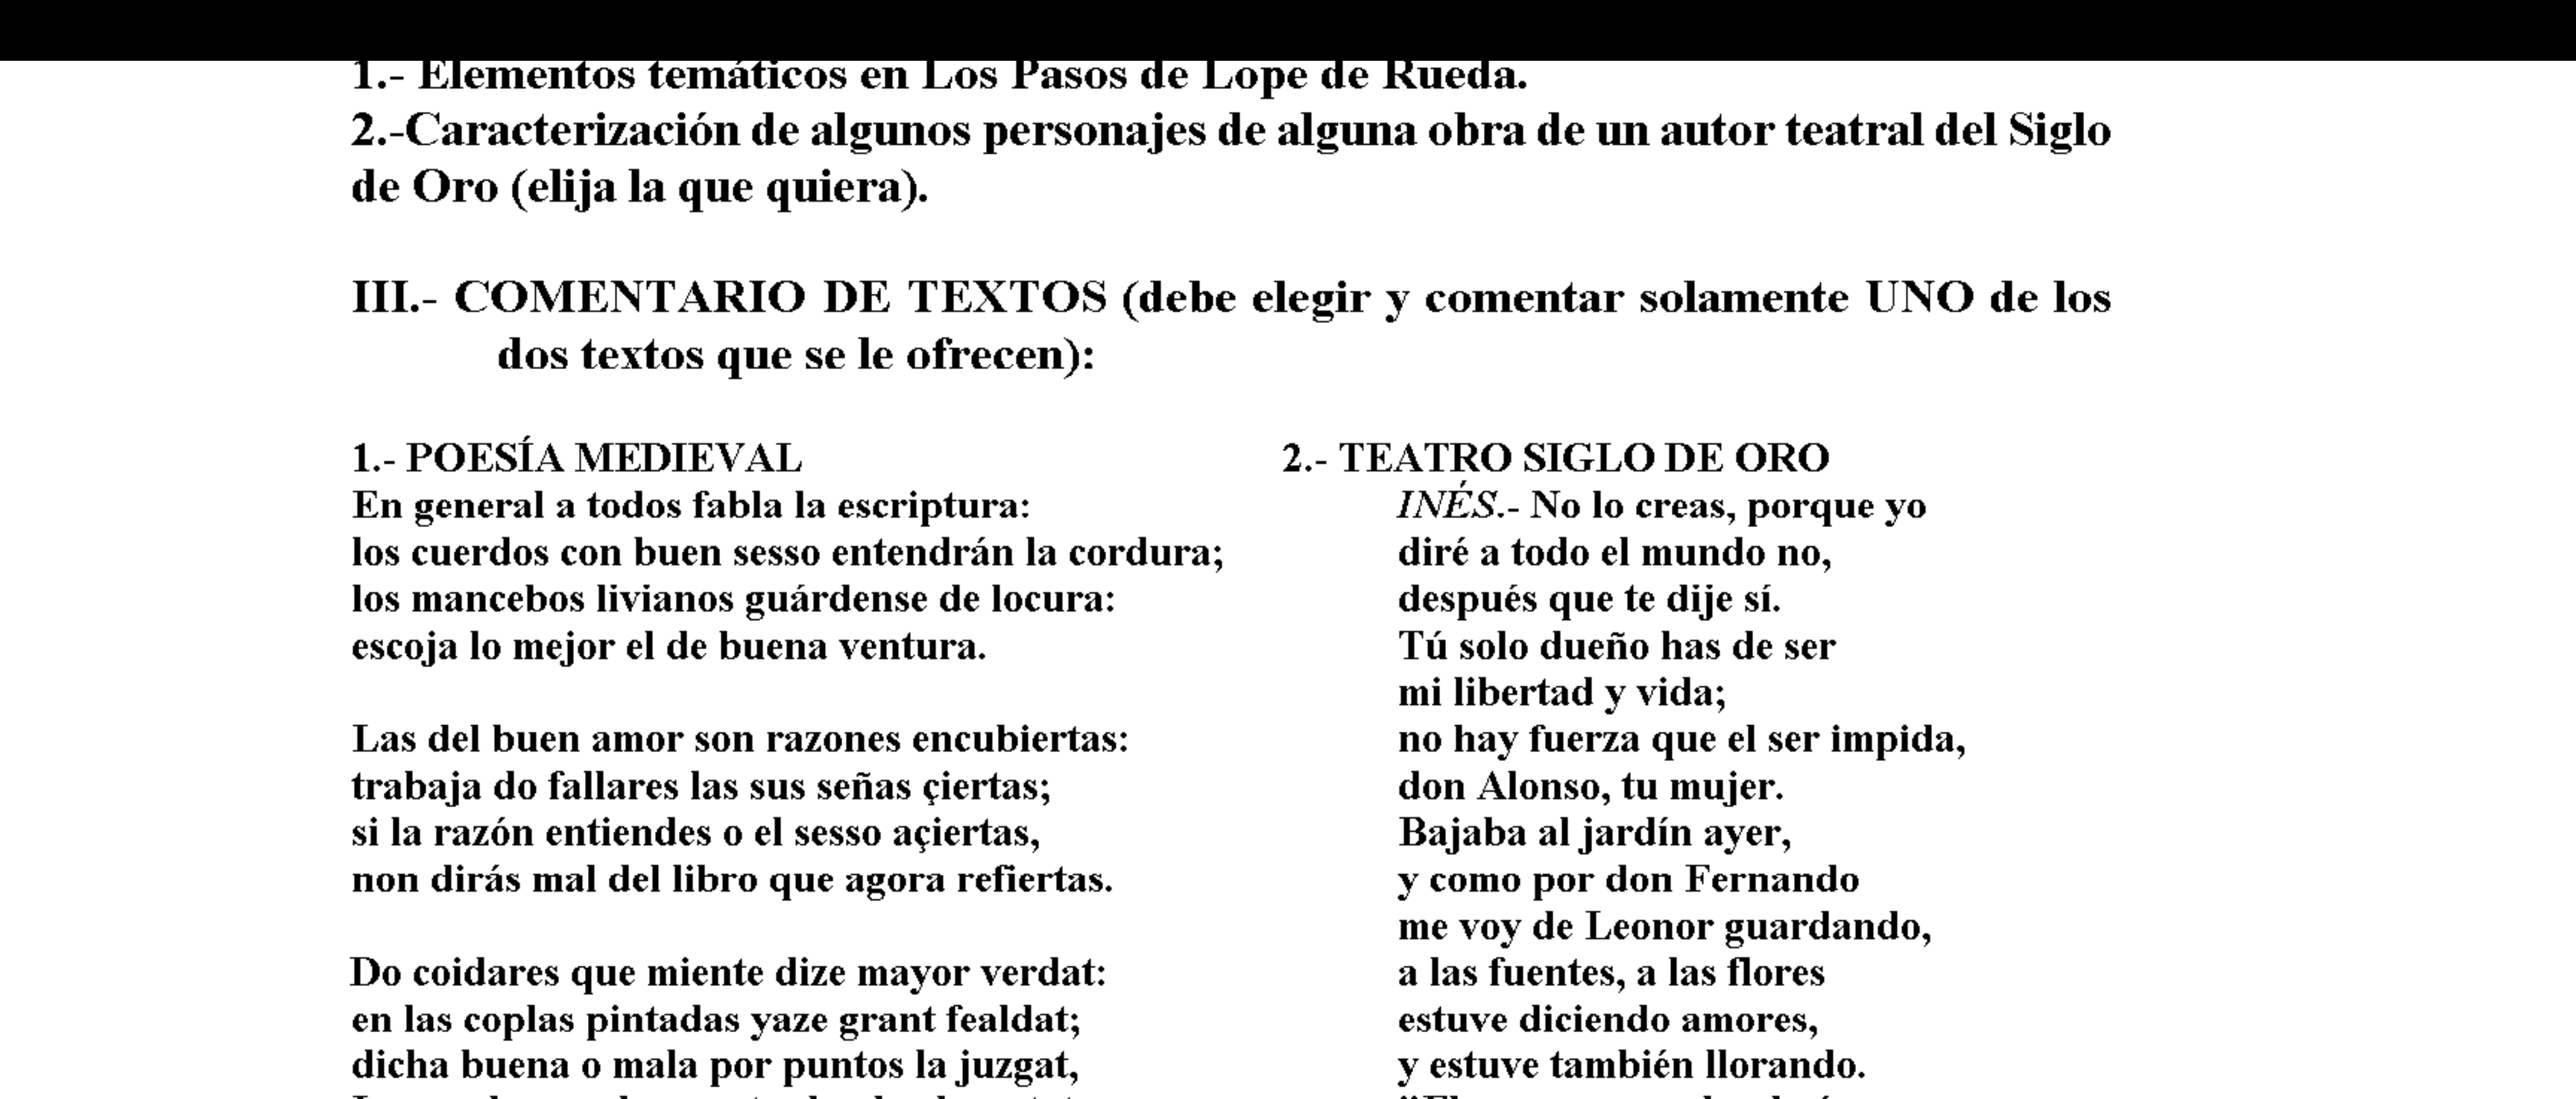 1.- Elementos temáticos en Los Pasos de Lope de Rueda.
2.-Caracterización de algunos personajes de alguna obra de un autor teatral del Siglo
de Oro (elija la que quiera).
III.- COMENTARIO DE TEXTOS (debe elegir y comentar solamente UNO de los
dos textos que se le ofrecen):
1.- POESÍA MEDIEVAL
En general a todos fabla la escriptura:
los cuerdos con buen sesso entendrán la cordura;
los mancebos livianos guárdense de locura:
escoja lo mejor el de buena ventura.
Las del buen amor son razones encubiertas:
trabaja do fallares las sus señas çiertas;
si la razón entiendes o el sesso açiertas,
non dirás mal del libro que agora refiertas.
Do coidares que miente dize mayor verdat:
en las coplas pintadas yaze grant fealdat;
dicha buena o mala por puntos la juzgat,
2.- TEATRO SIGLO DE ORO
INÉS.- No lo creas, porque yo
diré a todo el mundo no,
después que te dije sí.
Tú solo dueño has de ser
mi libertad y vida;
no hay fuerza que el ser impida,
don Alonso, tu mujer.
Bajaba al jardín ayer,
y como por don Fernando
me voy de Leonor guardando,
a las fuentes, a las flores
estuve diciendo amores,
y estuve también llorando.